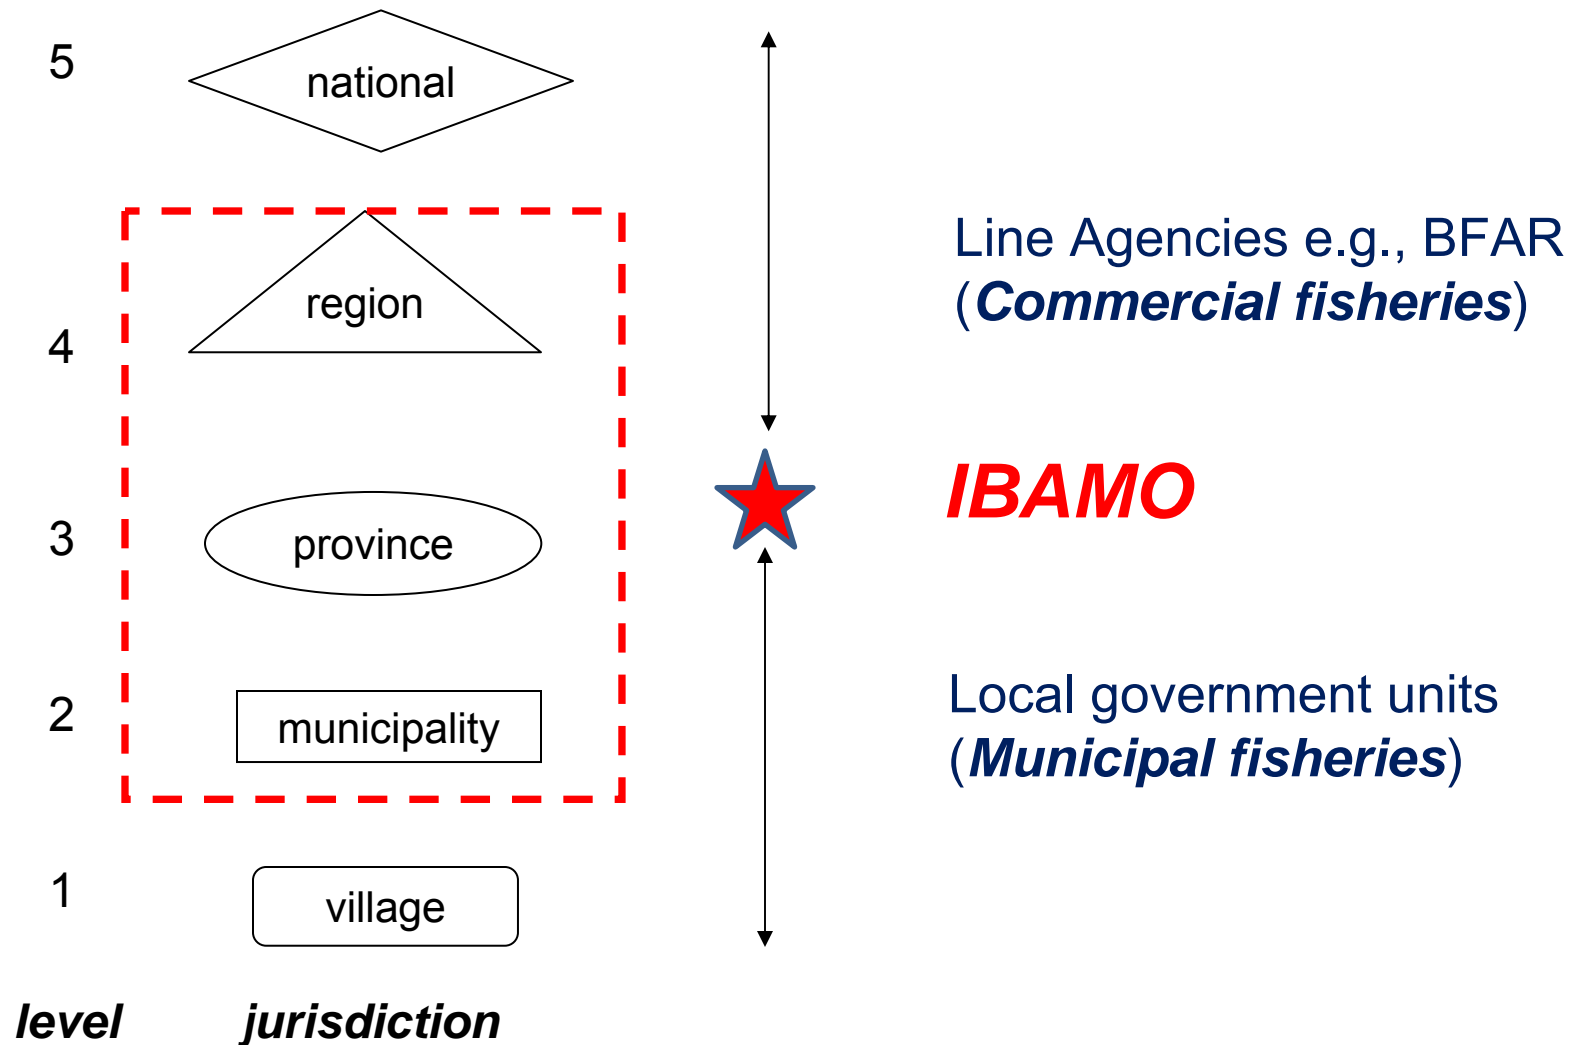 5
national
Line Agencies e.g., BFAR
(Commercial fisheries)
region
4
IBAMO
3
province
Local government units
(Municipal fisheries)
2
municipality
1
village
level jurisdiction